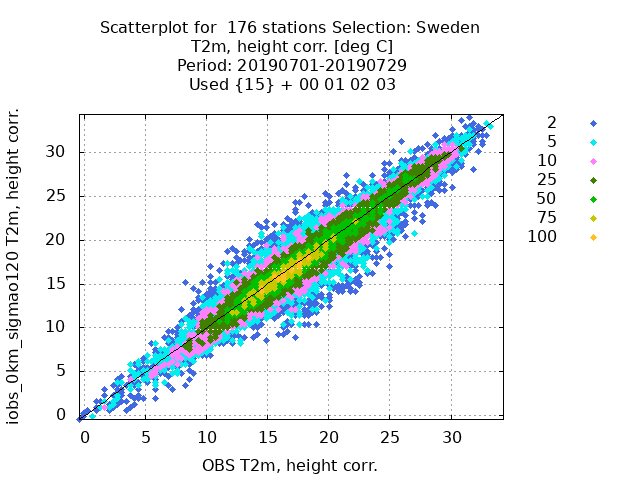 Scatterplot for  176 stations Selection: Sweden
T2m, height corr. [deg C]
Period: 20190701-20190729
Used {15} + 00 01 02 03
iobs_0km_sigmao120 T2m, height corr.
30
25
20
15
10
5
0
0 5 10 15 20 25 30
OBS T2m, height corr.
2
5
10
25
50
75
100